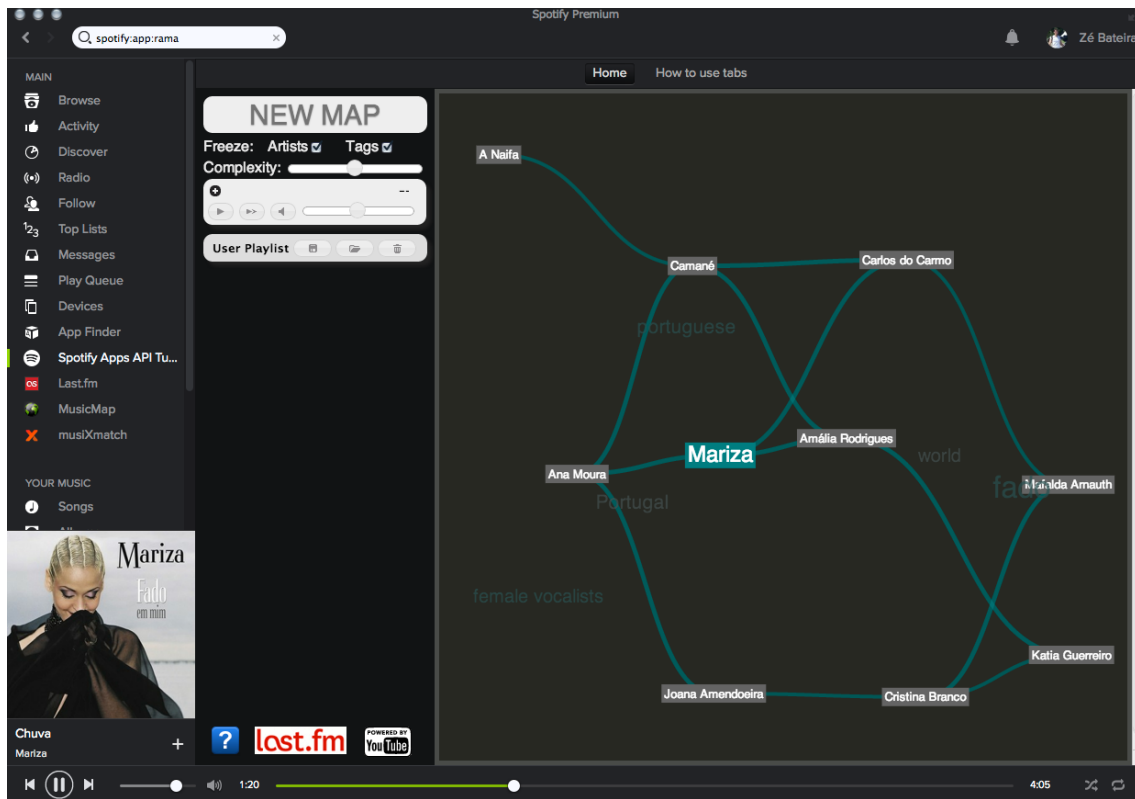 Spotify Premium
spotify:app:rama
Zé Bateira
Home How to use tabs
MAIN
Browse
Activity
Discover
Radio
Follow
Top Lists
Messages
Play Queue
Devices
App Finder
Spotify Apps API Tu...
Last.fm
MusicMap
musiXmatch
YOUR MUSIC
Songs
NEW MAP
Freeze: Artists Tags
Complexity:
--
User Playlist
A Naifa
Camané
Carlos do Carmo
portuguese
Mariza
Amália Rodrigues
world
Ana Moura
Portugal
fado
Mafalda Arnauth
female vocalists
Katia Guerreiro
Joana Amendoeira
Cristina Branco
Mariza
Fado
em mim
Chuva
Mariza
?
last.fm
POWERED BY
YouTube
1:20
4:05